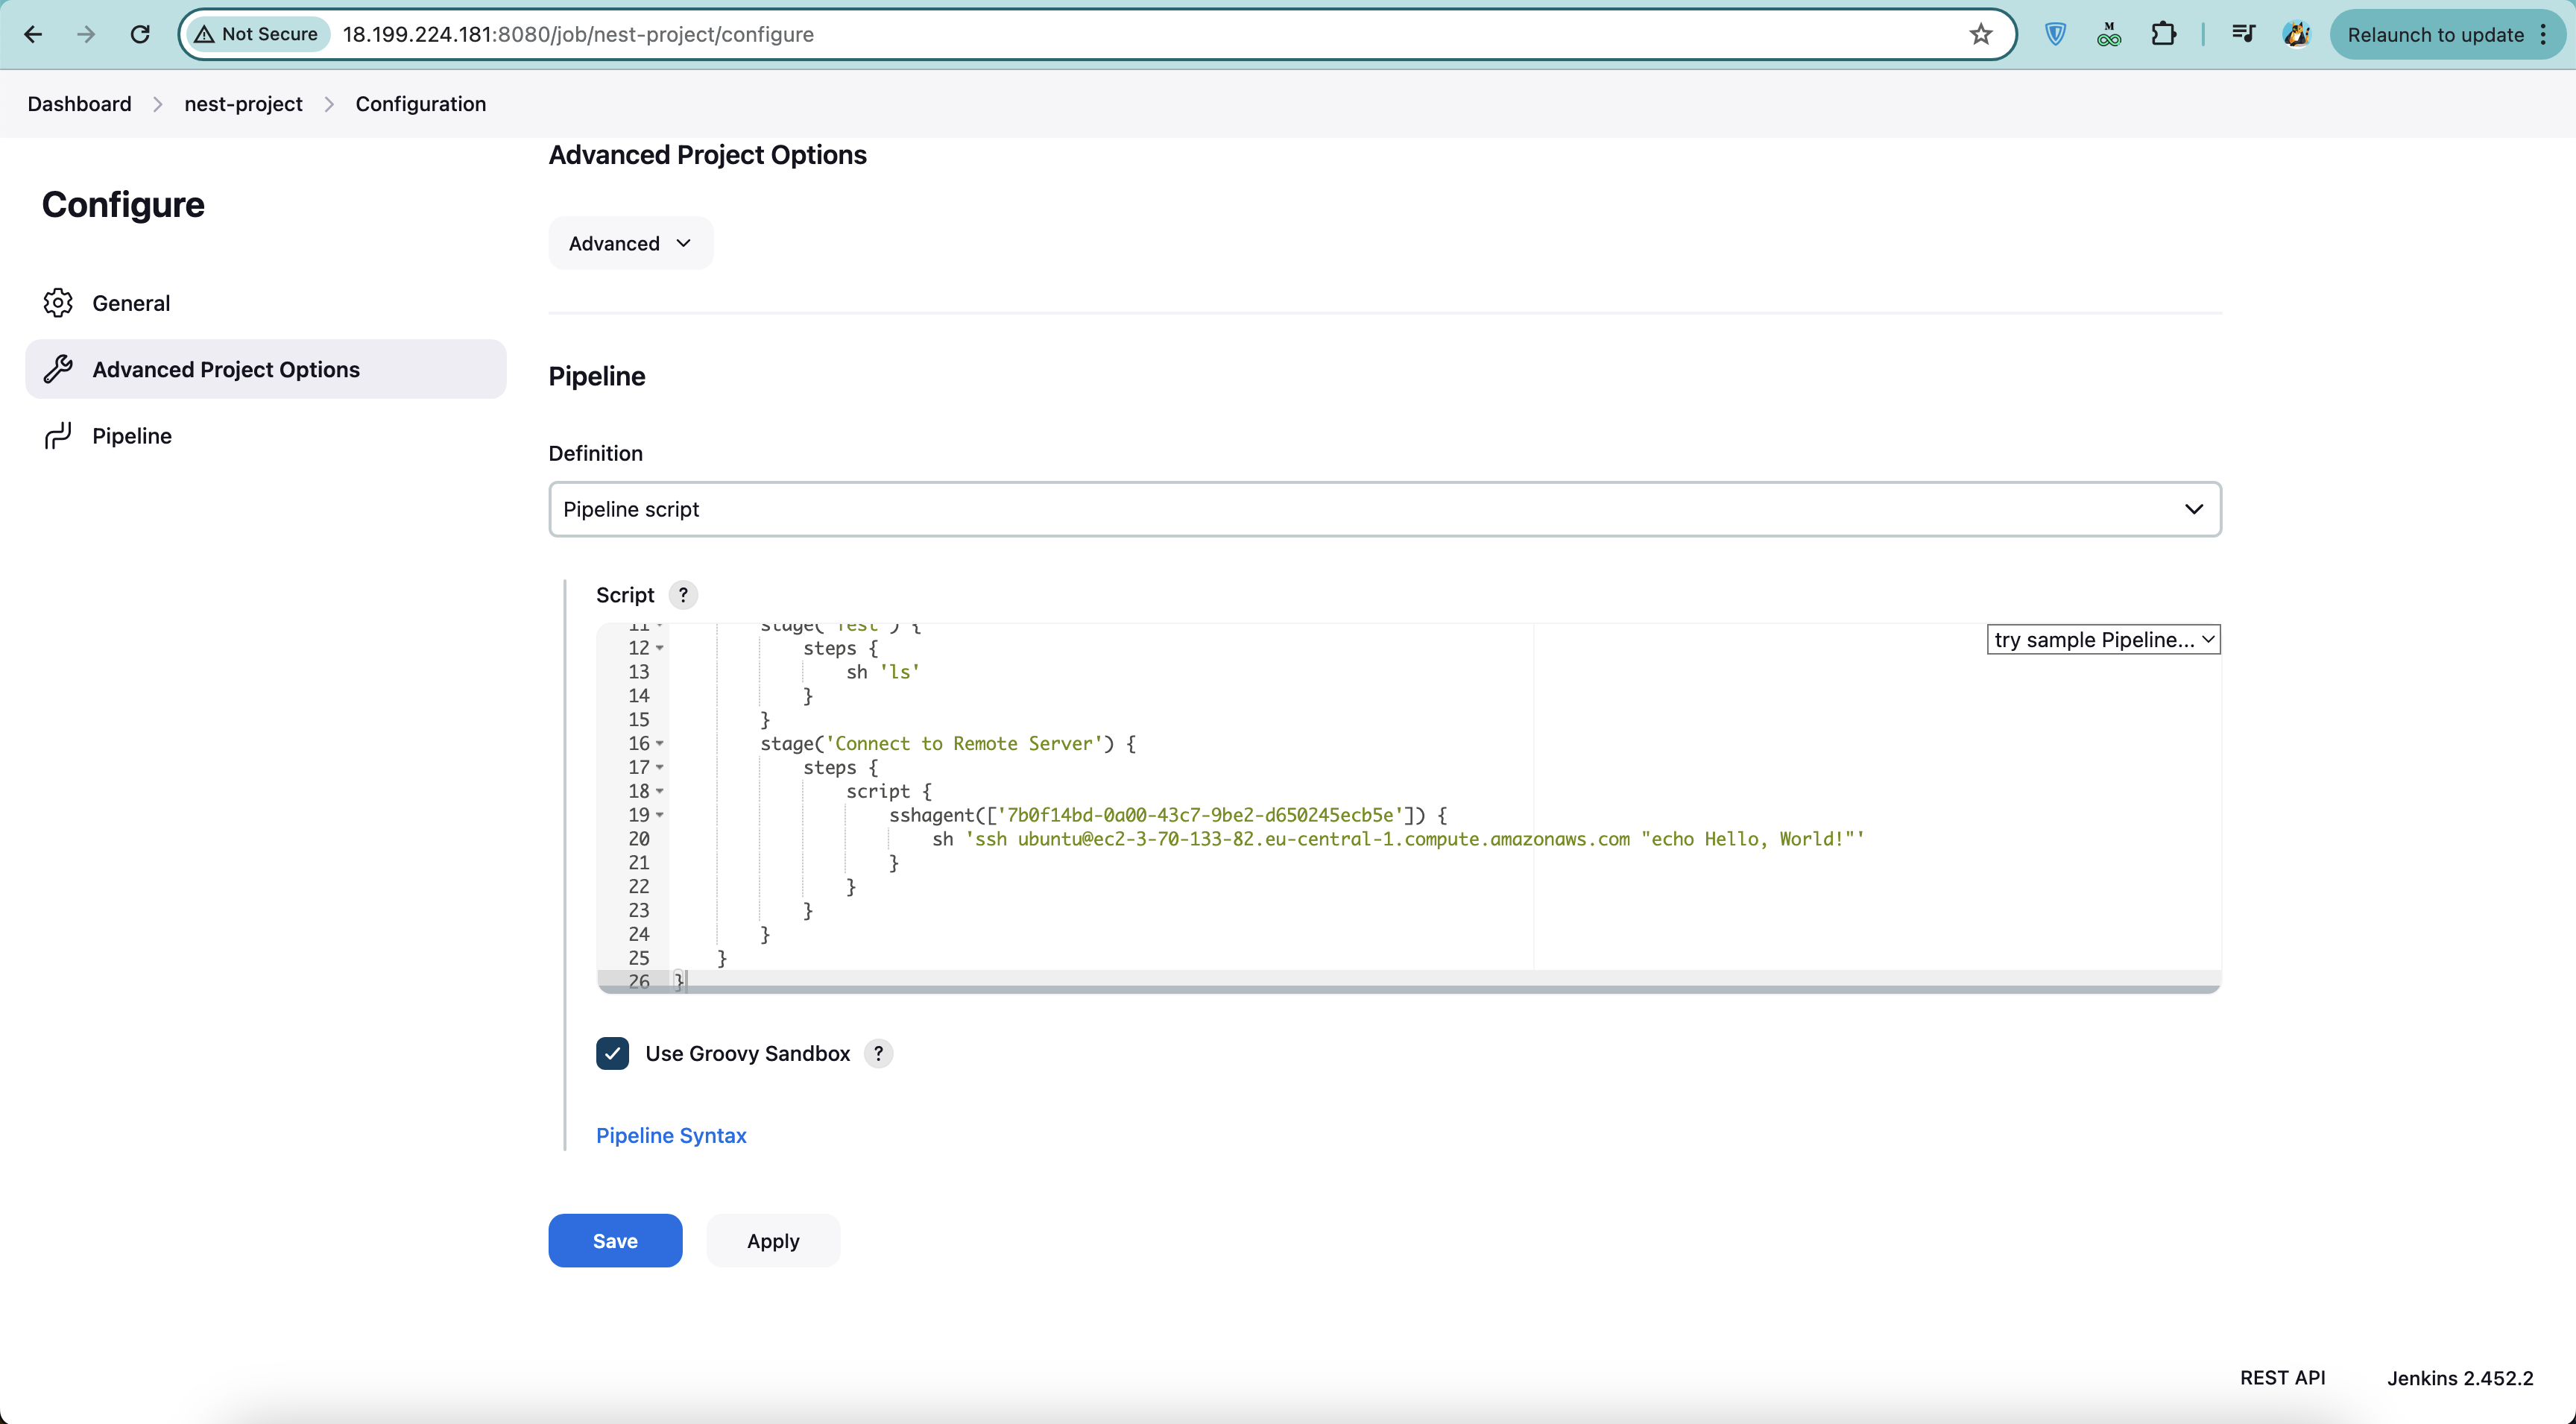 Not Secure
18.199.224.181:8080/job/nest-project/configure
M
Relaunch to update
Dashboard
nest-project
Configuration
Configure
General
Advanced Project Options
Pipeline
Advanced Project Options
Advanced
Pipeline
Definition
Pipeline script
Script ?
try sample Pipeline...
11 stage('Test') {
12 steps {
13 sh 'ls'
14 }
15 }
16 stage('Connect to Remote Server') {
17 steps {
18 script {
19 sshagent(['7b0f14bd-0a00-43c7-9be2-d650245ecb5e']) {
20 sh 'ssh ubuntu@ec2-3-70-133-82.eu-central-1.compute.amazonaws.com "echo Hello, World!"'
21 }
22 }
23 }
24 }
25 }
26 }
Use Groovy Sandbox ?
Pipeline Syntax
Save
Apply
REST API
Jenkins 2.452.2